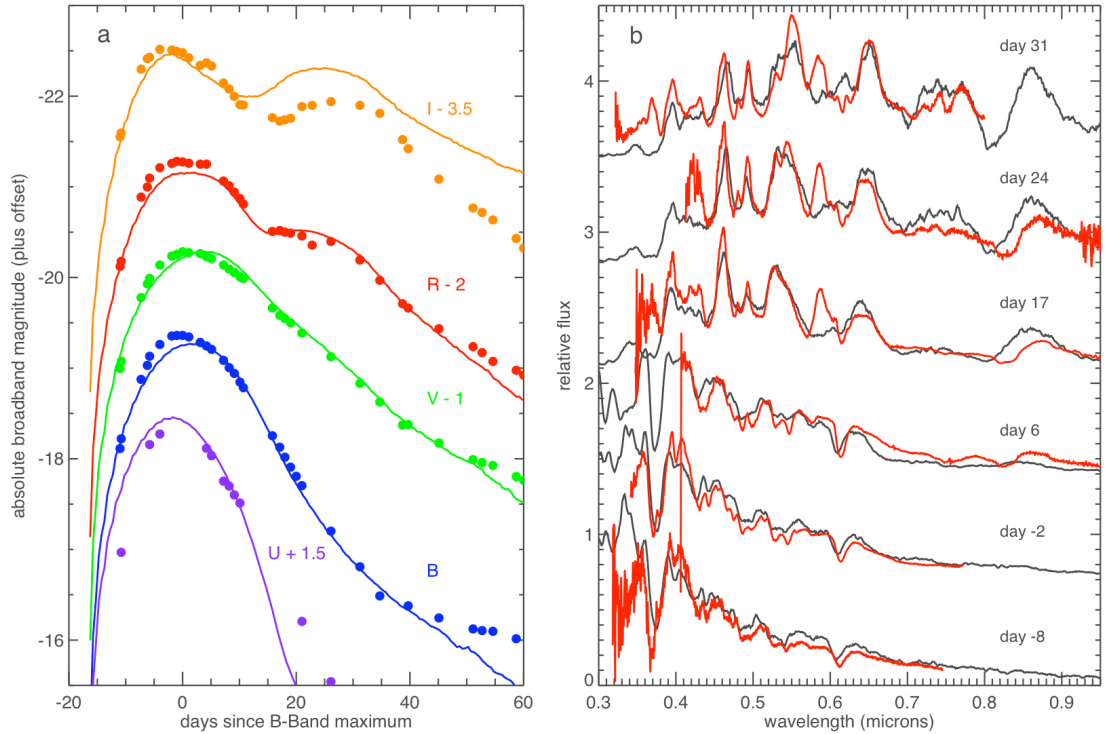 a
I - 3.5
R - 2
V - 1
U + 1.5
B
-22
-20
-18
-16
-20
0
20
40
60
absolute broadband magnitude (plus offset)
days since B-Band maximum
b
day 31
day 24
day 17
day 6
day -2
day -8
4
3
2
1
0
0
0.3
0.4
0.5
0.6
0.7
0.8
0.9
relative flux
wavelength (microns)